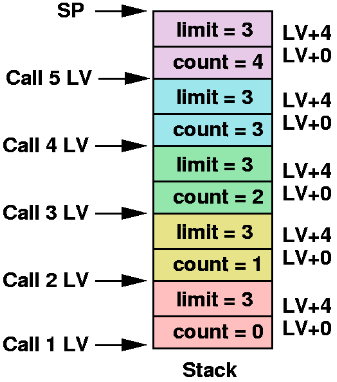 SP
limit = 3 LV+4
count = 4 LV+0
Call 5 LV
limit = 3 LV+4
count = 3 LV+0
Call 4 LV
limit = 3 LV+4
count = 2 LV+0
Call 3 LV
limit = 3 LV+4
count = 1 LV+0
Call 2 LV
limit = 3 LV+4
count = 0 LV+0
Call 1 LV
Stack